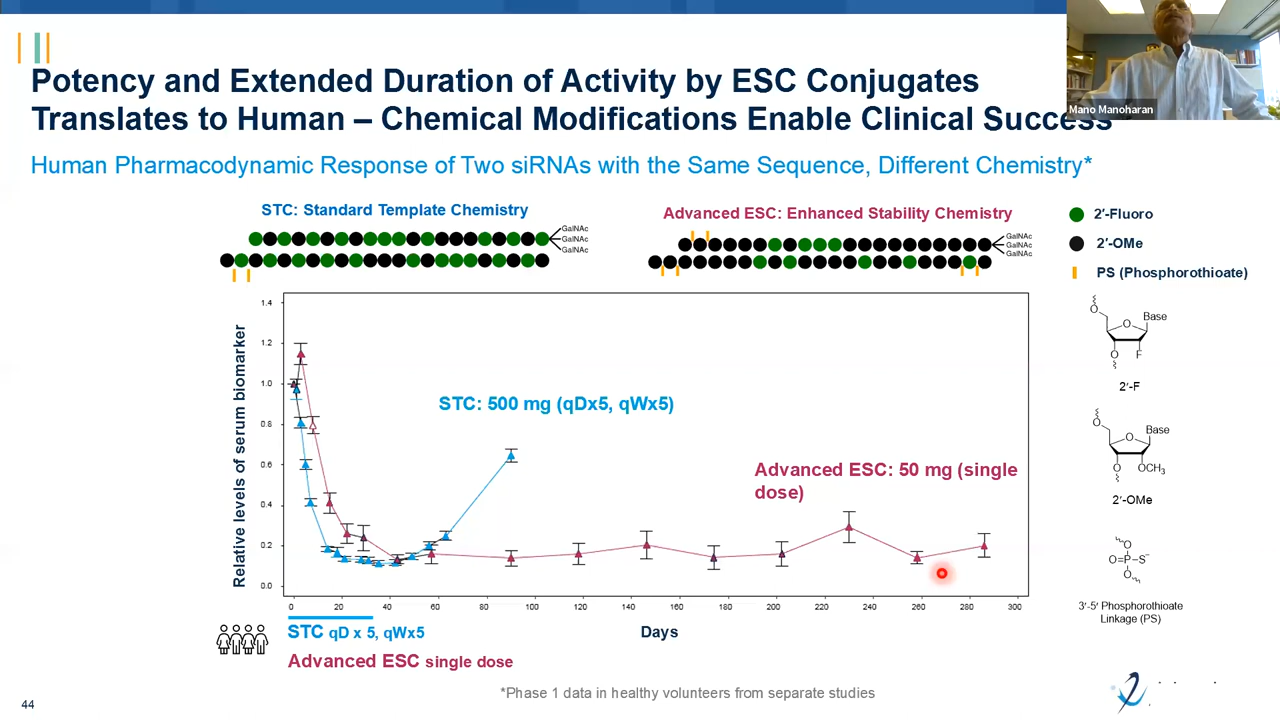 Potency and Extended Duration of Activity by ESC Conjugates
Translates to Human – Chemical Modifications Enable Clinical Success
Mano Manoharan
Human Pharmacodynamic Response of Two siRNAs with the Same Sequence, Different Chemistry*
STC: Standard Template Chemistry
GalNAc
GalNAc
GalNAc
Advanced ESC: Enhanced Stability Chemistry
GalNAc
GalNAc
GalNAc
2′-Fluoro
2′-OMe
PS (Phosphorothioate)
Relative levels of serum biomarker
1.4
1.2
1.0
0.8
0.6
0.4
0.2
0.0
STC: 500 mg (qDx5, qWx5)
Advanced ESC: 50 mg (single
dose)
0 20 40 60 80 100 120 140 160 180 200 220 240 260 280 300
Days
STC qD x 5, qWx5
Advanced ESC single dose
O
Base
O
O
F
2′-F
O
Base
O
O
OCH3
2′-OMe
O
O=P–S⁻
O
3′-5′ Phosphorothioate
Linkage (PS)
*Phase 1 data in healthy volunteers from separate studies
44